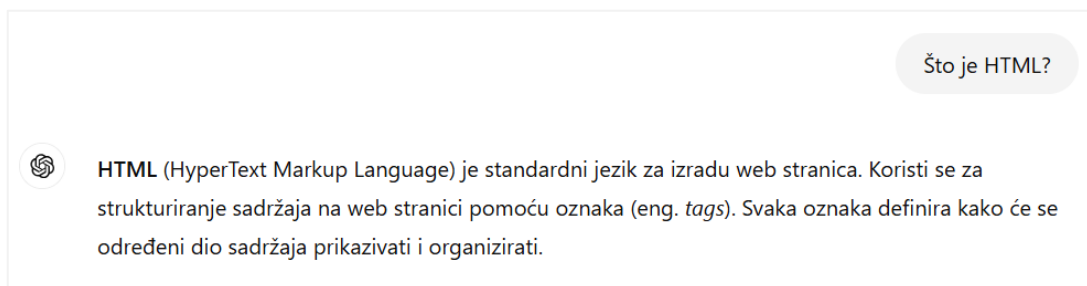 Što je HTML?
HTML (HyperText Markup Language) je standardni jezik za izradu web stranica. Koristi se za
strukturiranje sadržaja na web stranici pomoću oznaka (eng. tags). Svaka oznaka definira kako će se
određeni dio sadržaja prikazivati i organizirati.